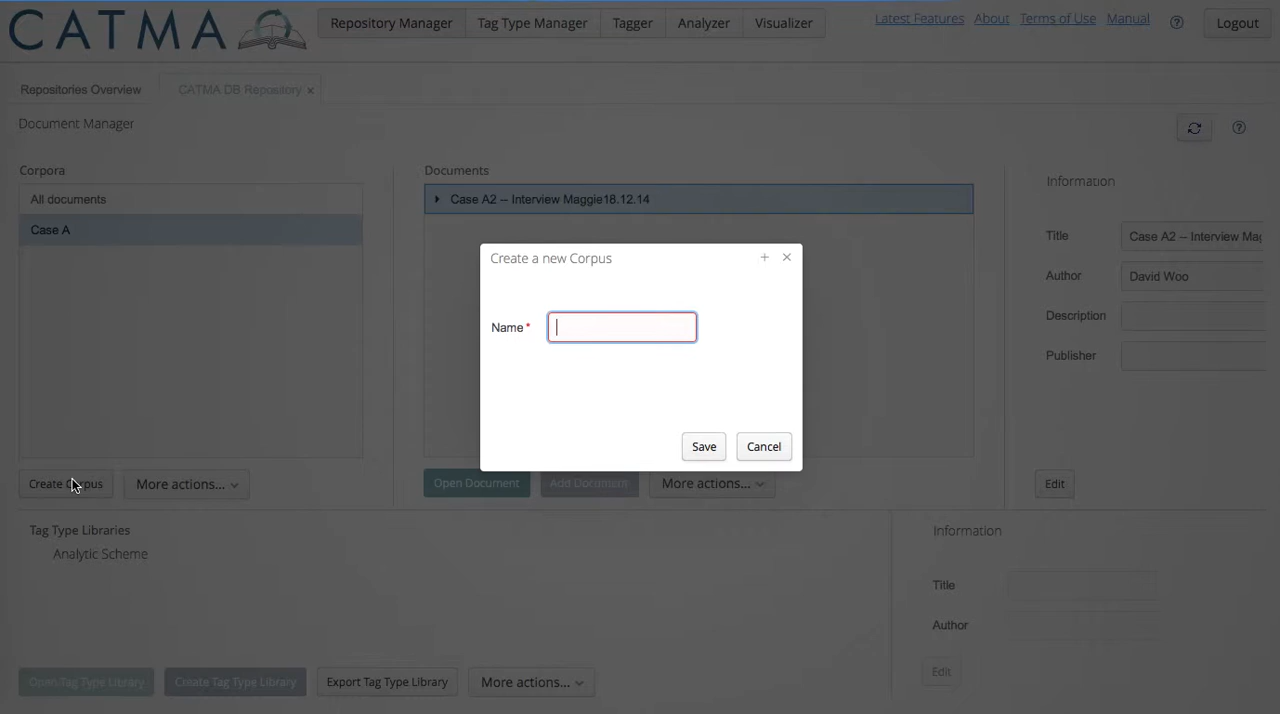 CATMA
Repository Manager Tag Type Manager Tagger Analyzer Visualizer
Latest Features About Terms of Use Manual ? Logout
Repositories Overview CATMA DB Repository ×
Document Manager
?
Corpora
All documents
Case A
Create Corpus More actions...
Documents
Case A2 -- Interview Maggie18.12.14
Open Document Add Document More actions...
Information
Title Case A2 -- Interview Mag
Author David Woo
Description
Publisher
Edit
Create a new Corpus + ×
Name *
Save Cancel
Tag Type Libraries
Analytic Scheme
Open Tag Type Library Create Tag Type Library Export Tag Type Library More actions...
Information
Title
Author
Edit